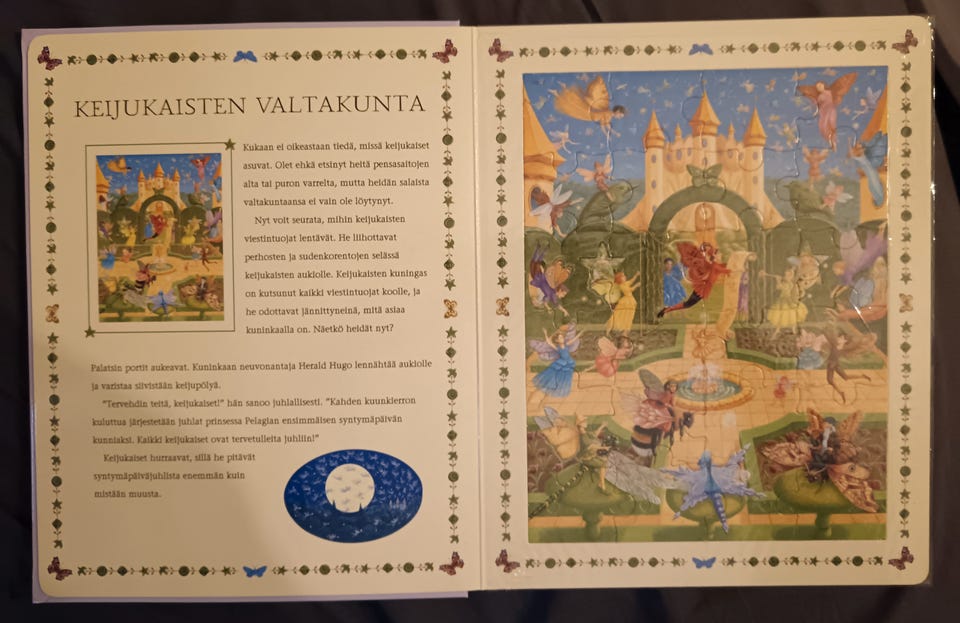 KEIJUKAISTEN VALTAKUNTA
Kukaan ei oikeastaan tiedä, missä keijukaiset
asuvat. Olet ehkä etsinyt heitä pensasaitojen
alta tai puron varrelta, mutta heidän salaista
valtakuntaansa ei vain ole löytynyt.
Nyt voit seurata, mihin keijukaisten
viestintuojat lentävät. He liihottavat
perhosten ja sudenkorentojen selässä
keijukaisten aukiolle. Keijukaisten kuningas
on kutsunut kaikki viestintuojat koolle, ja
he odottavat jännittyneinä, mitä asiaa
kuninkaalla on. Näetkö heidät nyt?
Palatsin portit aukeavat. Kuninkaan neuvonantaja Herald Hugo lennähtää aukiolle
ja varistaa siivistään keijupölyä.
"Tervehdin teitä, keijukaiset!" hän sanoo juhlallisesti. "Kahden kuunkierron
kuluttua järjestetään juhlat prinsessa Pelagian ensimmäisen syntymäpäivän
kunniaksi. Kaikki keijukaiset ovat tervetulleita juhliin!"
Keijukaiset hurraavat, sillä he pitävät
syntymäpäiväjuhlista enemmän kuin
mistään muusta.